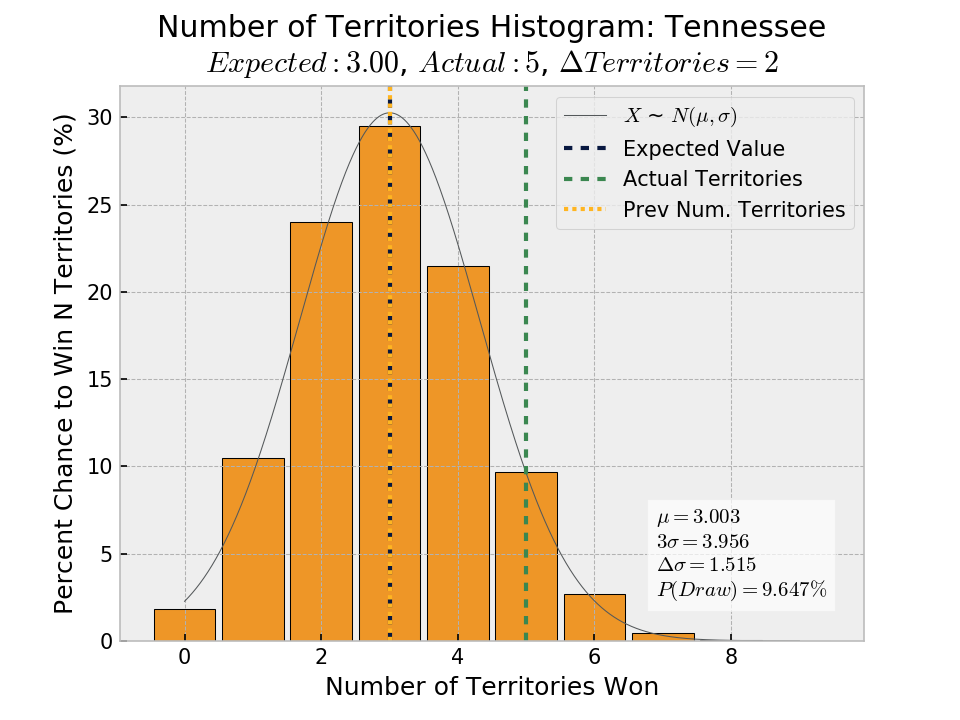 Number of Territories Histogram: Tennessee
Expected : 3.00, Actual : 5, ΔTerritories = 2
Percent Chance to Win N Territories (%)
30
25
20
15
10
5
0
X ~ N(μ, σ)
Expected Value
Actual Territories
Prev Num. Territories
μ = 3.003
3σ = 3.956
Δσ = 1.515
P(Draw) = 9.647%
0 2 4 6 8
Number of Territories Won